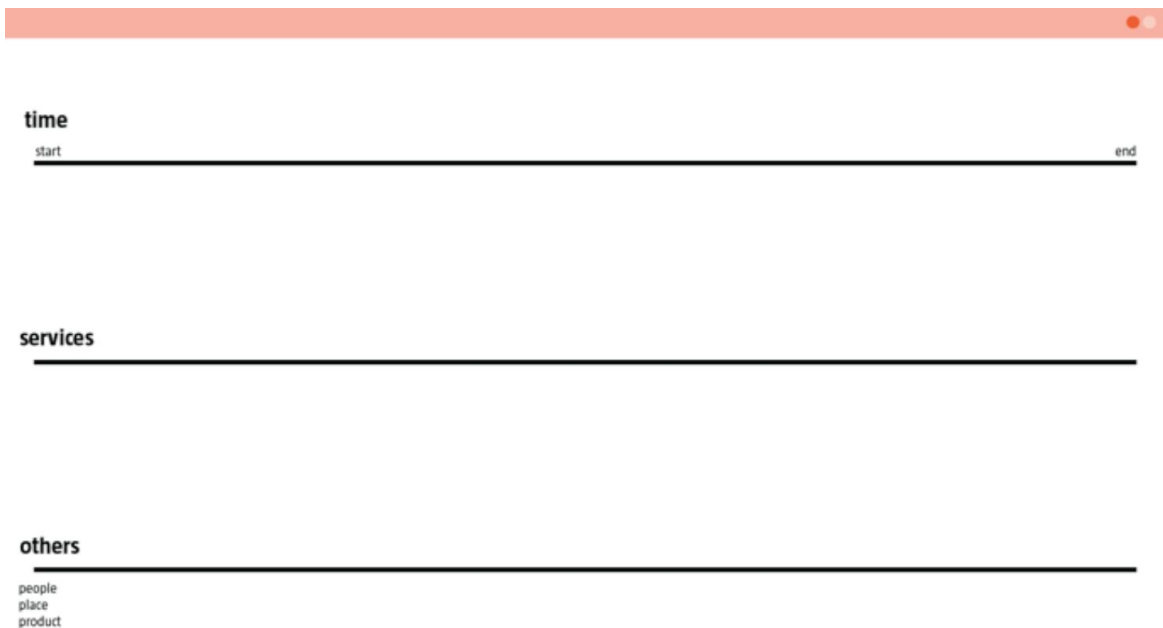 time
start end
services
others
people
place
product